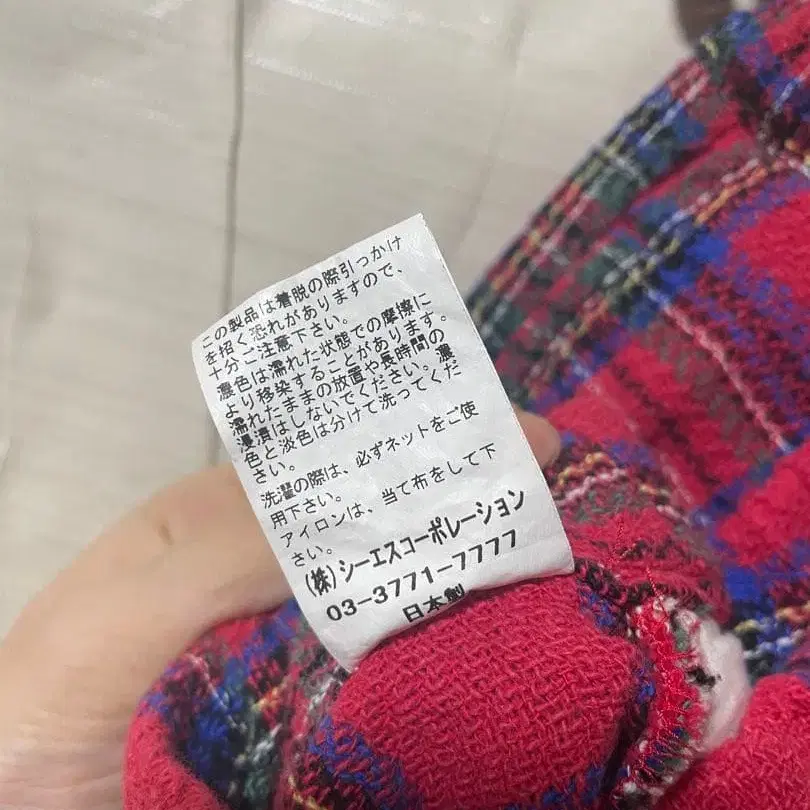 この製品は着脱の際引っかけ
を招く恐れがありますので、
十分ご注意下さい。
濃色は濡れた状態での摩擦に
より移染することがあります。
濡れたままの放置や長時間の
浸漬はしないでください。濃
色と淡色は分けて洗ってくだ
さい。
洗濯の際は、必ずネットをご使
用下さい。
アイロンは、当て布をして下
さい。
(株)シーエスコーポレーション
03-3771-7777
日本製